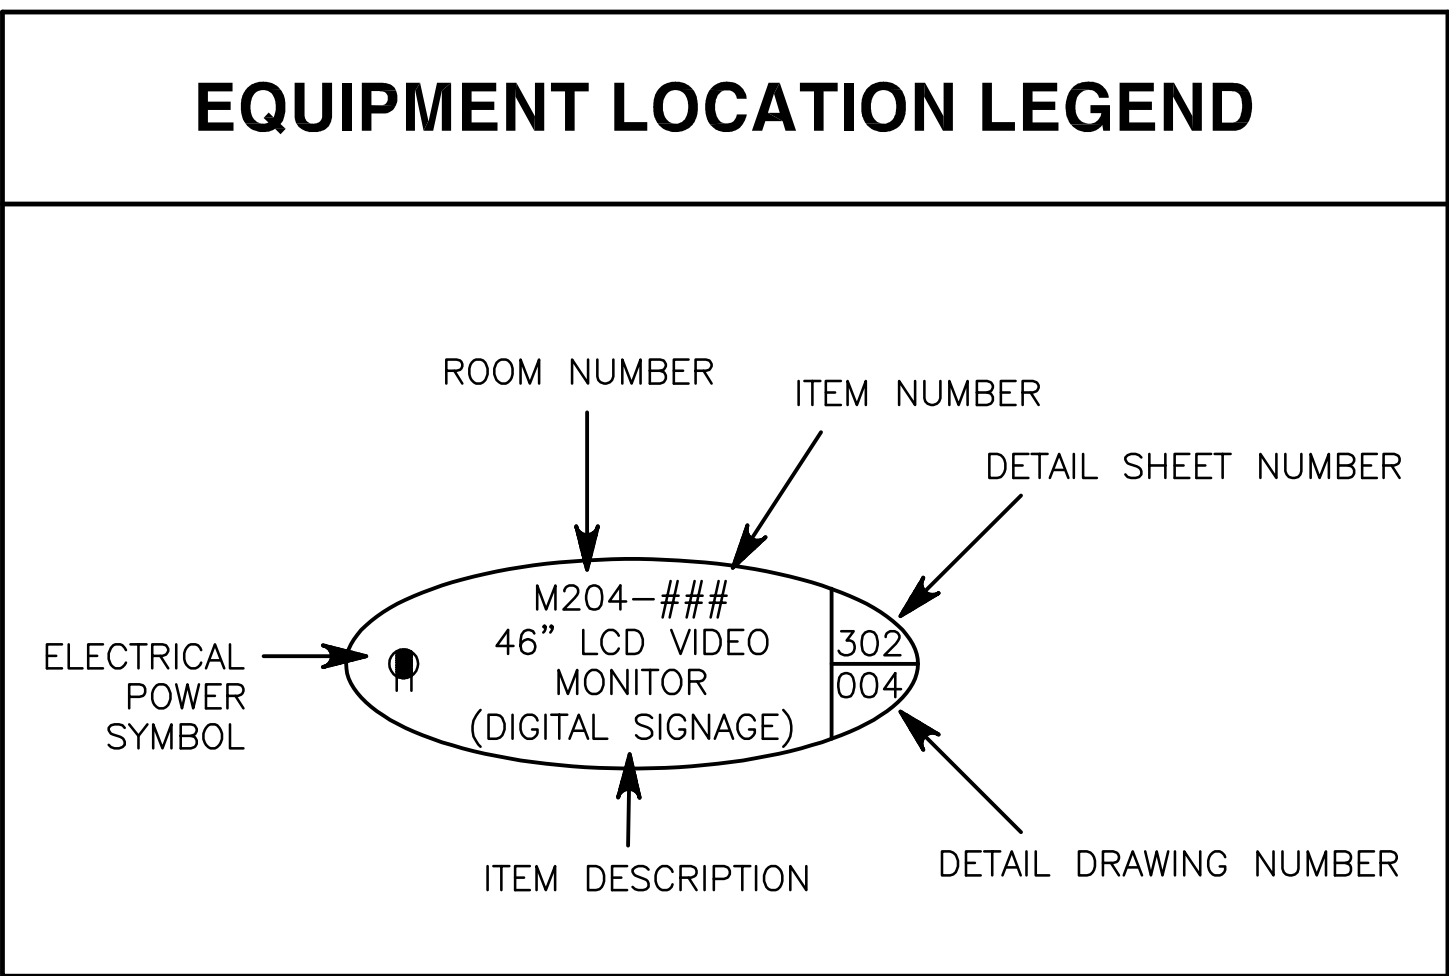 EQUIPMENT LOCATION LEGEND
ROOM NUMBER
ITEM NUMBER
DETAIL SHEET NUMBER
M204-###
46” LCD VIDEO
MONITOR
(DIGITAL SIGNAGE)
302
004
ELECTRICAL
POWER
SYMBOL
ITEM DESCRIPTION
DETAIL DRAWING NUMBER